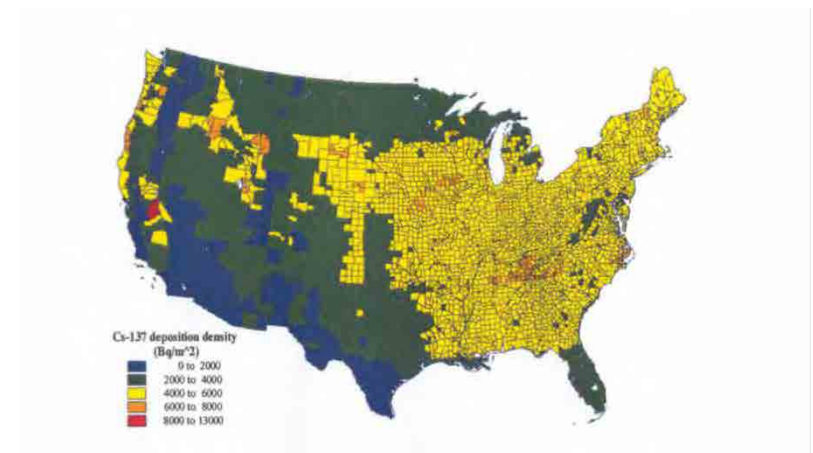 Cs-137 deposition density
(Bq/m^2)
0 to 2000
2000 to 4000
4000 to 6000
6000 to 8000
8000 to 13000